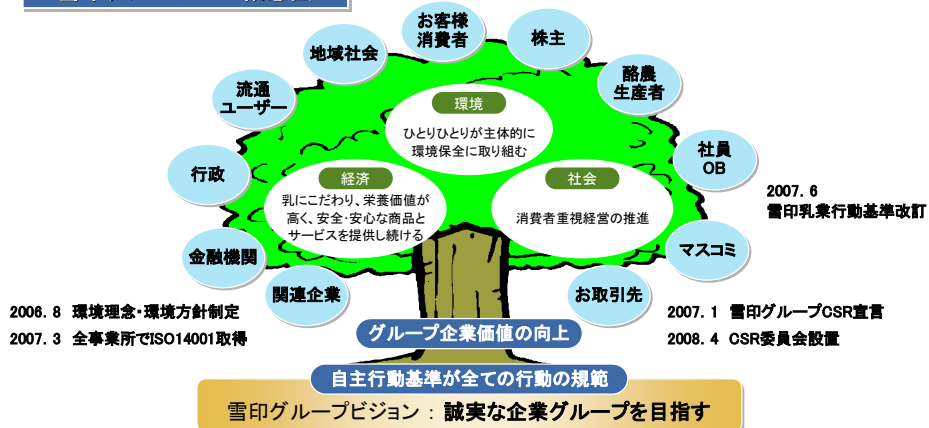 お客様
消費者
株主
地域社会
酪農
生産者
流通
ユーザー
環境
ひとりひとりが主体的に
環境保全に取り組む
社員
OB
行政
経済
乳にこだわり、栄養価値が
高く、安全・安心な商品と
サービスを提供し続ける
社会
消費者重視経営の推進
2007. 6
雪印乳業行動基準改訂
マスコミ
金融機関
関連企業
お取引先
2006. 8 環境理念・環境方針制定
2007. 3 全事業所でISO14001取得
2007. 1 雪印グループCSR宣言
2008. 4 CSR委員会設置
グループ企業価値の向上
自主行動基準が全ての行動の規範
雪印グループビジョン : 誠実な企業グループを目指す